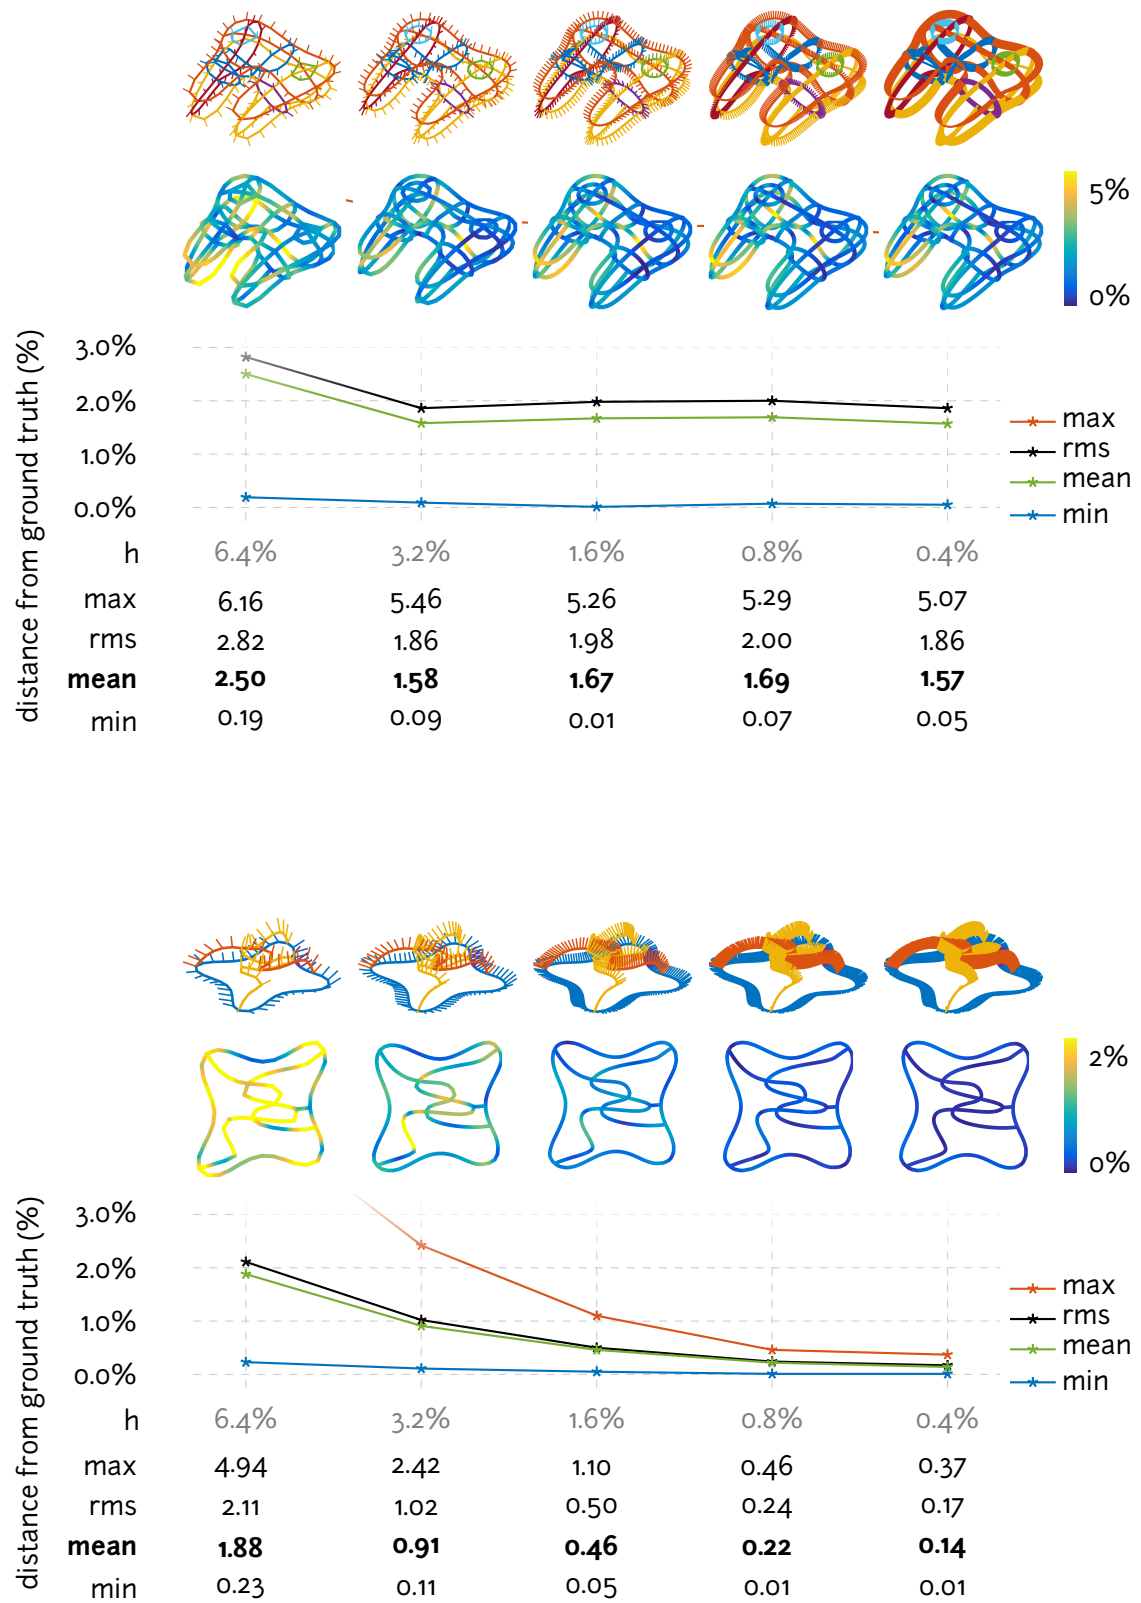 5%
0%
distance from ground truth (%)
3.0%
2.0%
1.0%
0.0%
max
rms
mean
min
h 6.4% 3.2% 1.6% 0.8% 0.4%
max 6.16 5.46 5.26 5.29 5.07
rms 2.82 1.86 1.98 2.00 1.86
mean 2.50 1.58 1.67 1.69 1.57
min 0.19 0.09 0.01 0.07 0.05
2%
0%
distance from ground truth (%)
3.0%
2.0%
1.0%
0.0%
max
rms
mean
min
h 6.4% 3.2% 1.6% 0.8% 0.4%
max 4.94 2.42 1.10 0.46 0.37
rms 2.11 1.02 0.50 0.24 0.17
mean 1.88 0.91 0.46 0.22 0.14
min 0.23 0.11 0.05 0.01 0.01